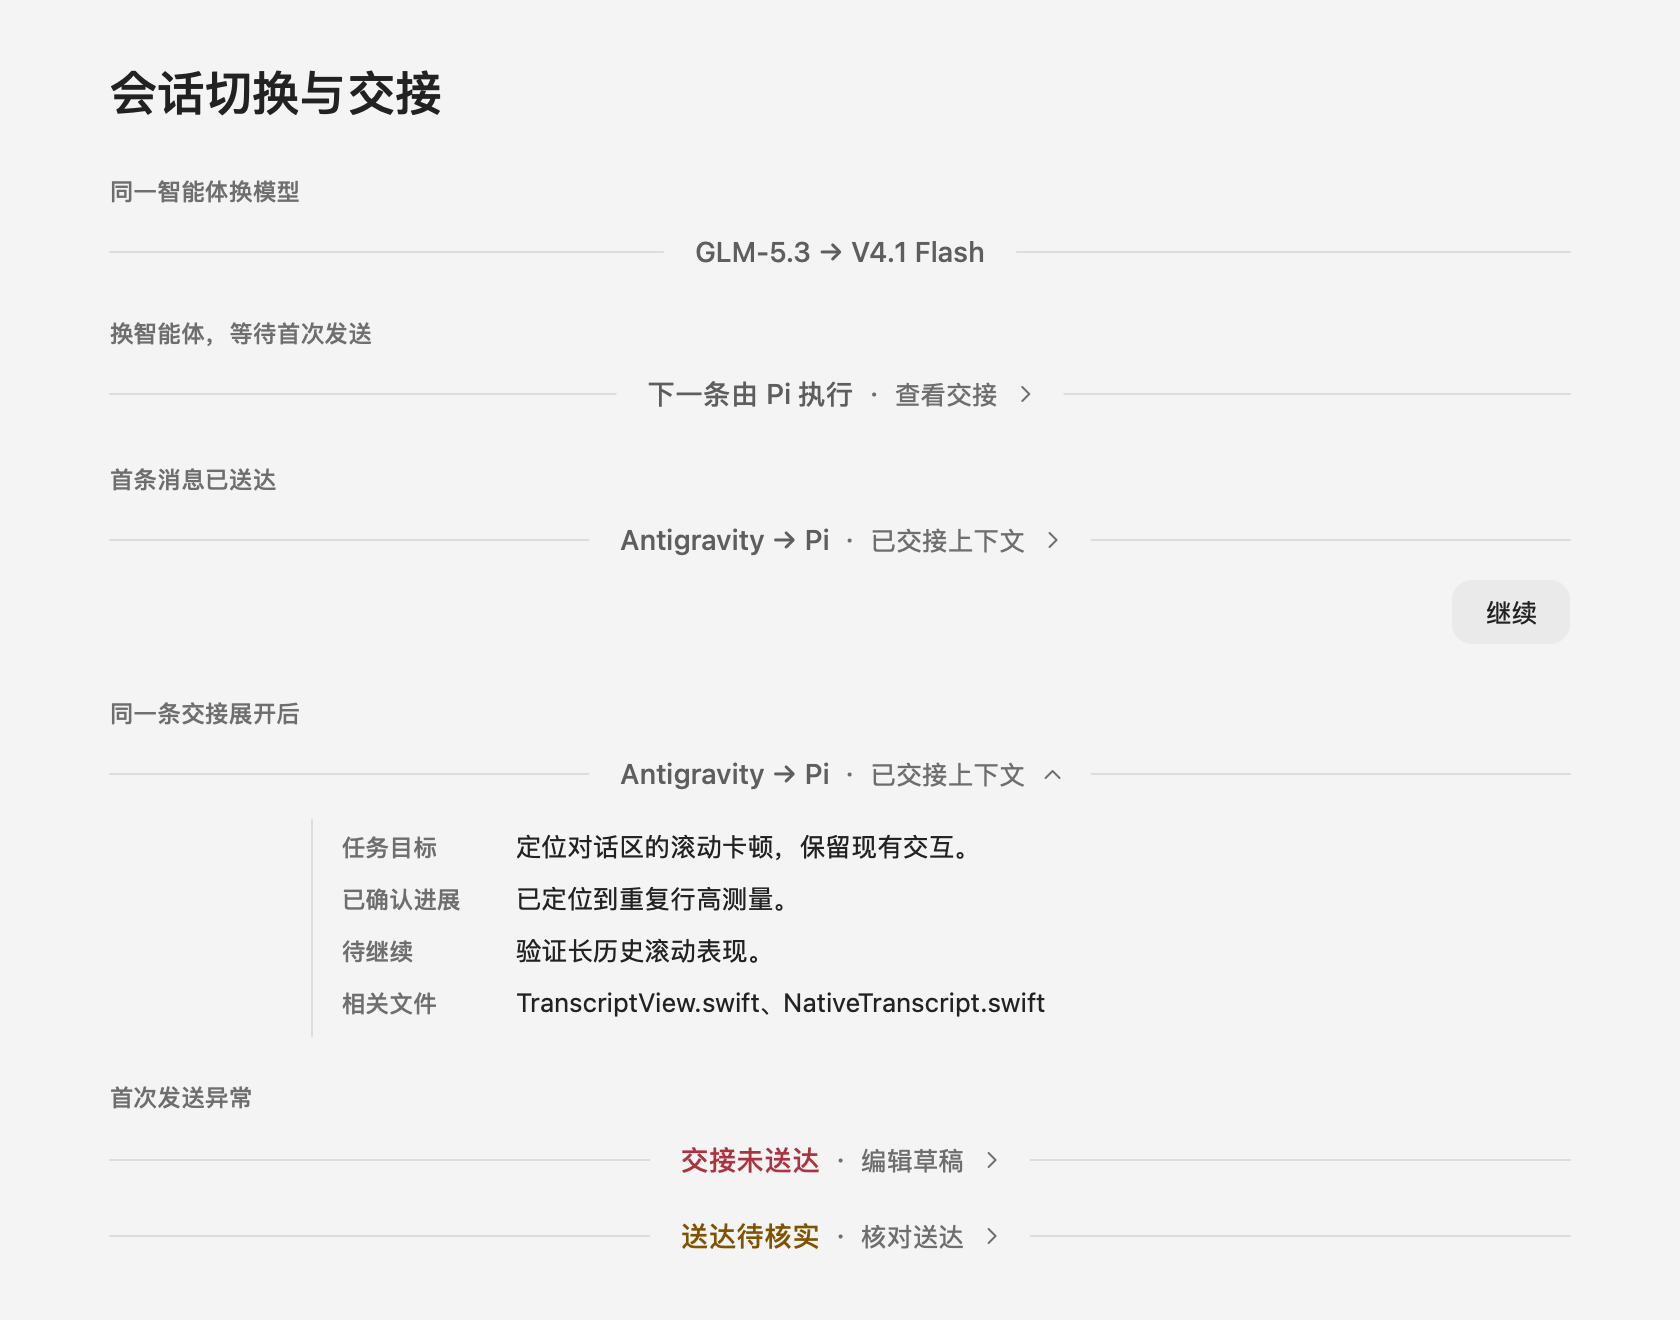 会话切换与交接
同一智能体换模型
GLM-5.3 → V4.1 Flash
换智能体，等待首次发送
下一条由 Pi 执行 · 查看交接 >
首条消息已送达
Antigravity → Pi · 已交接上下文 >
继续
同一条交接展开后
Antigravity → Pi · 已交接上下文
任务目标 定位对话区的滚动卡顿，保留现有交互。
已确认进展 已定位到重复行高测量。
待继续 验证长历史滚动表现。
相关文件 TranscriptView.swift、NativeTranscript.swift
首次发送异常
交接未送达 · 编辑草稿 >
送达待核实 · 核对送达 >